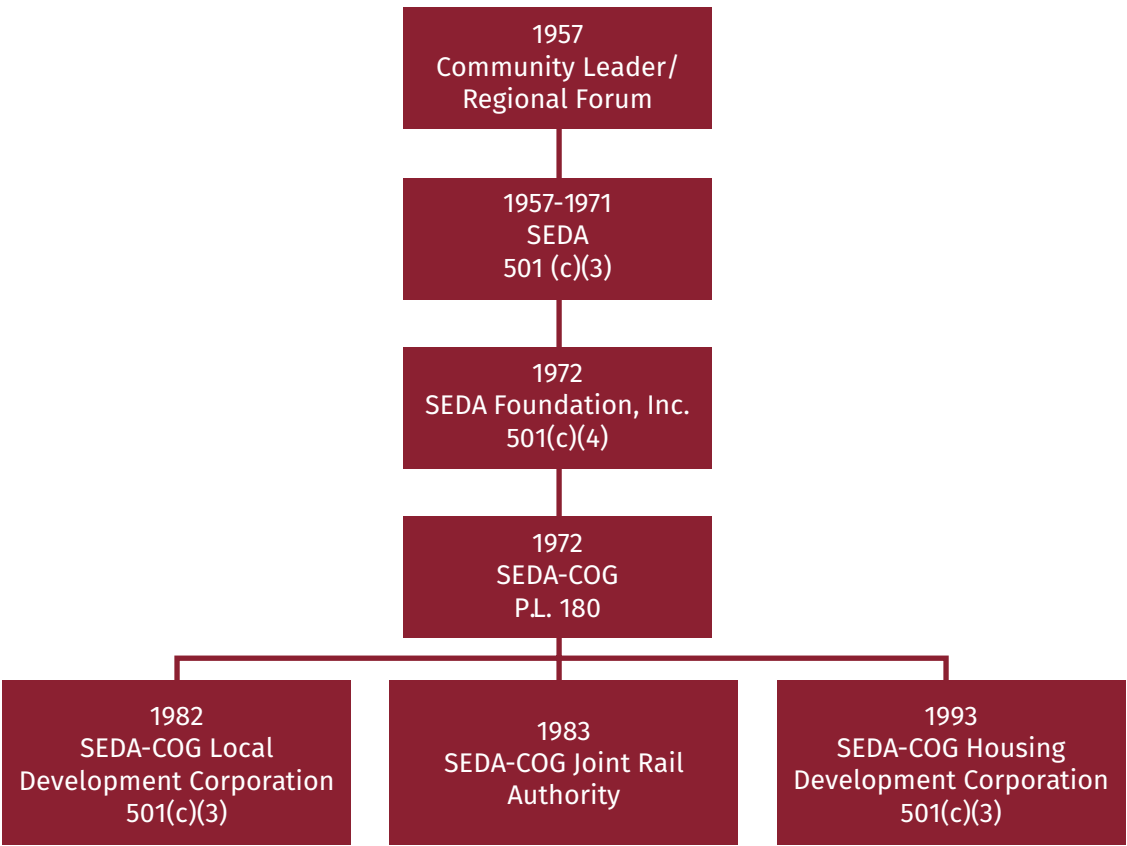 1957
Community Leader/
Regional Forum
1957-1971
SEDA
501 (c)(3)
1972
SEDA Foundation, Inc.
501(c)(4)
1972
SEDA-COG
P.L. 180
1982
SEDA-COG Local
Development Corporation
501(c)(3)
1983
SEDA-COG Joint Rail
Authority
1993
SEDA-COG Housing
Development Corporation
501(c)(3)